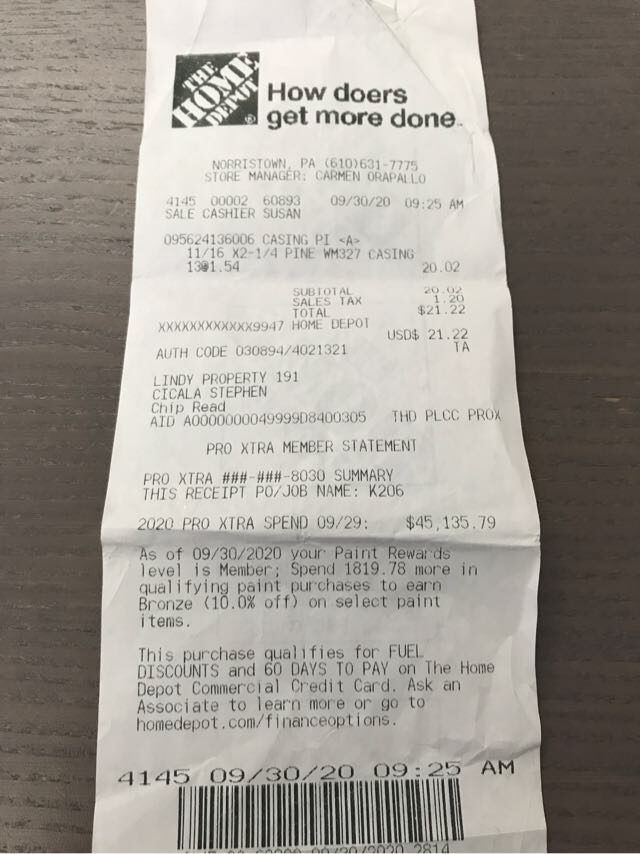 THE
HOME
DEPOT
How doers
get more done™
NORRISTOWN, PA (610)631-7775
STORE MANAGER: CARMEN ORAPALLO
4145 00002 60893 09/30/20 09:25 AM
SALE CASHIER SUSAN
095624136006 CASING PI <A>
11/16 X2-1/4 PINE WM327 CASING
13@1.54 20.02
SUBTOTAL 20.02
SALES TAX 1.20
TOTAL $21.22
XXXXXXXXXXXX9947 HOME DEPOT
USD$ 21.22
AUTH CODE 030894/4021321 TA
LINDY PROPERTY 191
CICALA STEPHEN
Chip Read
AID A0000000049999D8400305 THD PLCC PROX
PRO XTRA MEMBER STATEMENT
PRO XTRA ###-###-8030 SUMMARY
THIS RECEIPT PO/JOB NAME: K206
2020 PRO XTRA SPEND 09/29: $45,135.79
As of 09/30/2020 your Paint Rewards
level is Member; Spend 1819.78 more in
qualifying paint purchases to earn
Bronze (10.0% off) on select paint
items.
This purchase qualifies for FUEL
DISCOUNTS and 60 DAYS TO PAY on The Home
Depot Commercial Credit Card. Ask an
Associate to learn more or go to
homedepot.com/financeoptions.
4145 09/30/20 09:25 AM
09/30/2020 2814